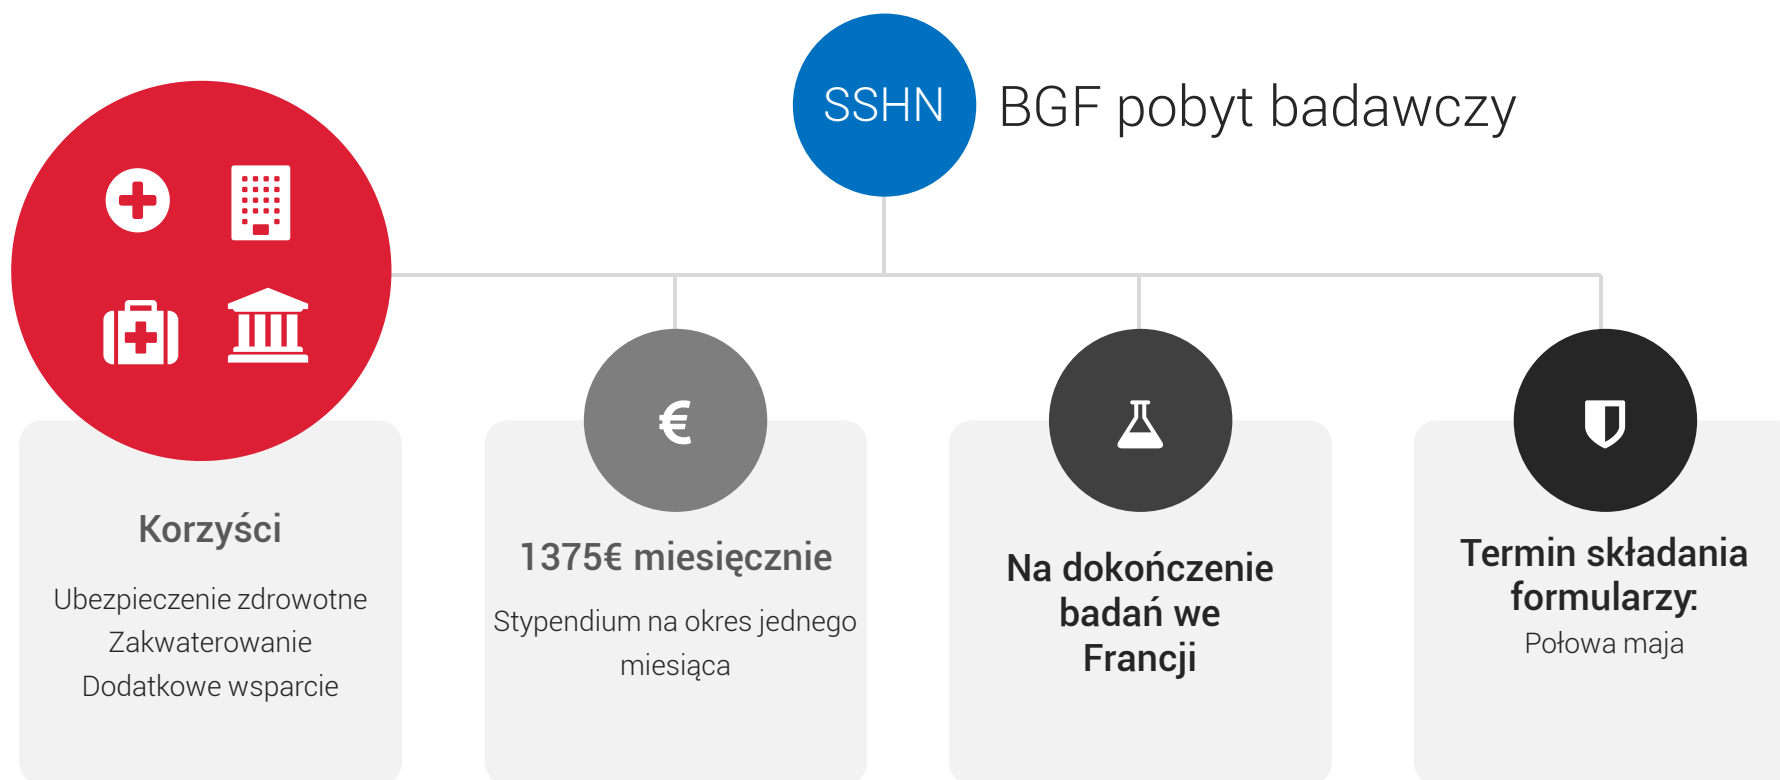 SSHN
BGF pobyt badawczy
Korzyści
Ubezpieczenie zdrowotne
Zakwaterowanie
Dodatkowe wsparcie
€
1375€ miesięcznie
Stypendium na okres jednego
miesiąca
Na dokończenie
badań we
Francji
Termin składania
formularzy:
Połowa maja